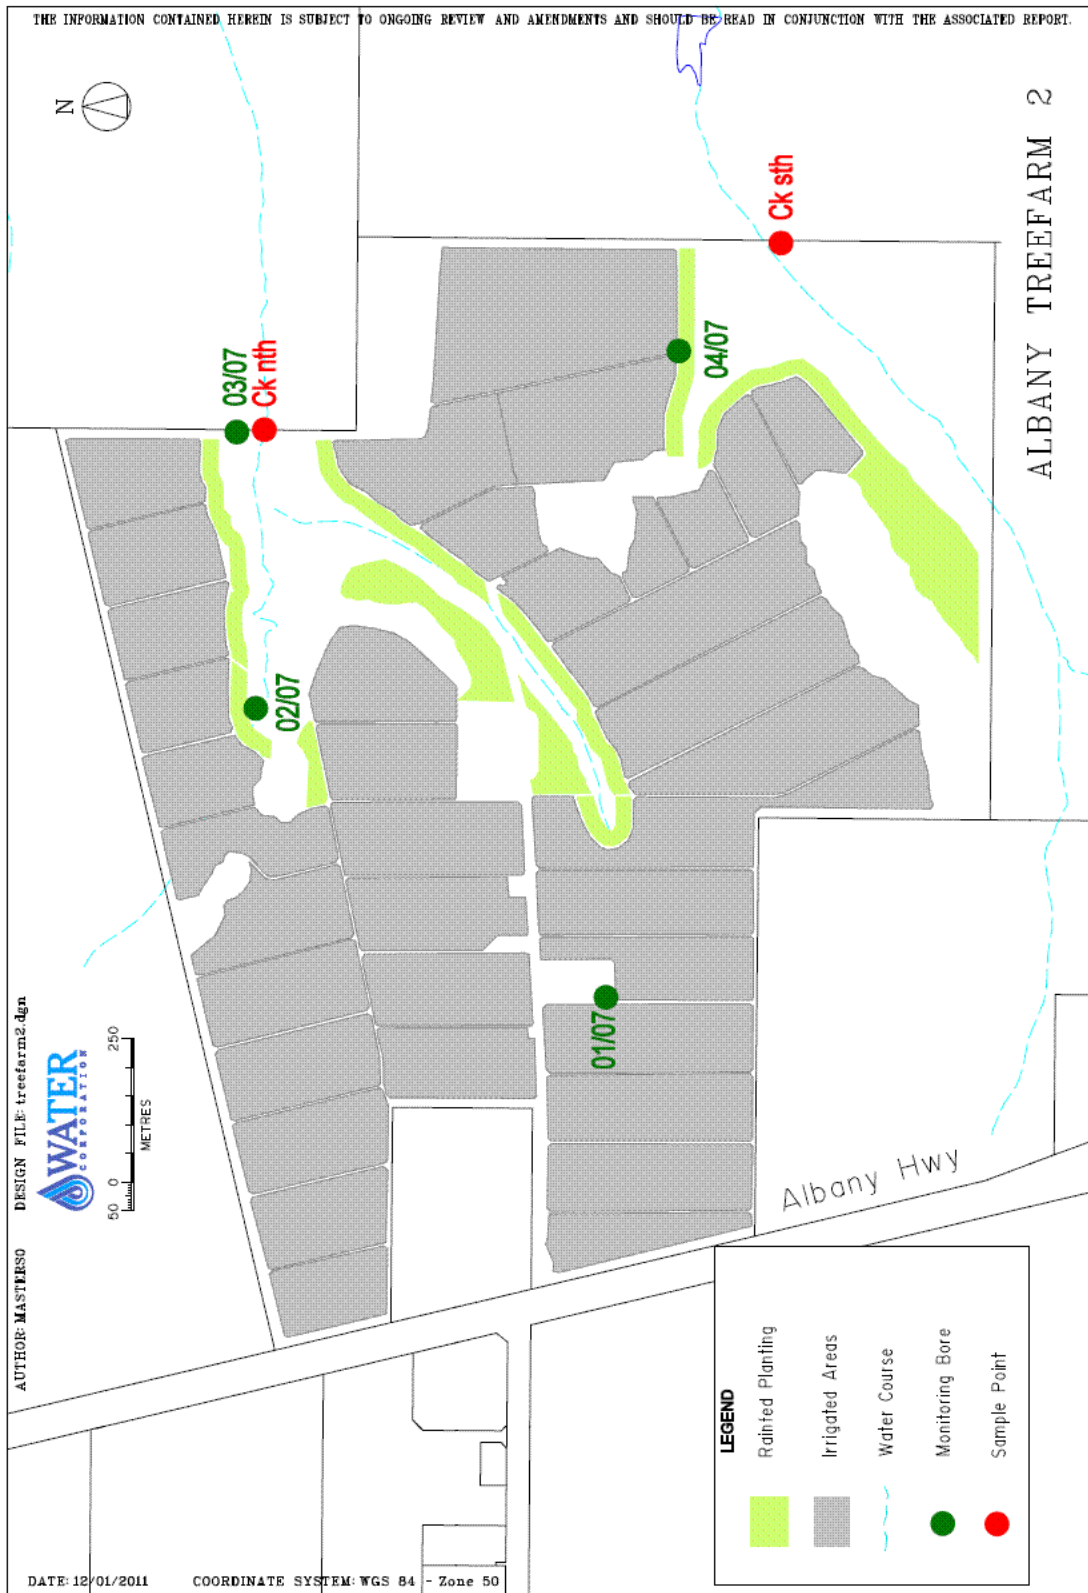 THE INFORMATION CONTAINED HEREIN IS SUBJECT TO ONGOING REVIEW AND AMENDMENTS AND SHOULD BE READ IN CONJUNCTION WITH THE ASSOCIATED REPORT.
N
ALBANY TREEFARM 2
Ck sth
03/07
Ck nth
04/07
02/07
01/07
AUTHOR: MASTERSO
DESIGN FILE: treefarm2.dgn
WATER
CORPORATION
50 0 250
METRES
Albany Hwy
LEGEND
Rainfed Planting
Irrigated Areas
Water Course
Monitoring Bore
Sample Point
DATE: 12/01/2011
COORDINATE SYSTEM: WGS 84 - Zone 50